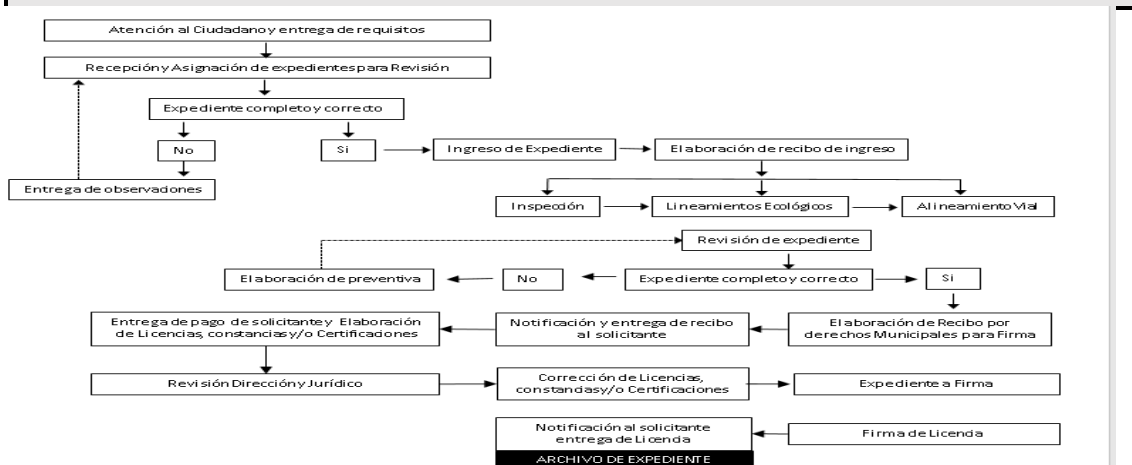 Atención al Ciudadano y entrega de requisitos
Recepción y Asignación de expedientes para Revisión
Expediente completo y correcto
No
Si
Ingreso de Expediente
Elaboración de recibo de ingreso
Entrega de observaciones
Inspección
Lineamientos Ecológicos
Alineamiento Vial
Revisión de expediente
Elaboración de preventiva
No
Expediente completo y correcto
Si
Entrega de pago de solicitante y Elaboración
de Licencias, constancias y/o Certificaciones
Notificación y entrega de recibo
al solicitante
Elaboración de Recibo por
derechos Municipales para Firma
Revisión Dirección y Jurídico
Corrección de Licencias,
constancias y/o Certificaciones
Expediente a Firma
Notificación al solicitante
entrega de Licencia
Firma de Licencia
ARCHIVO DE EXPEDIENTE